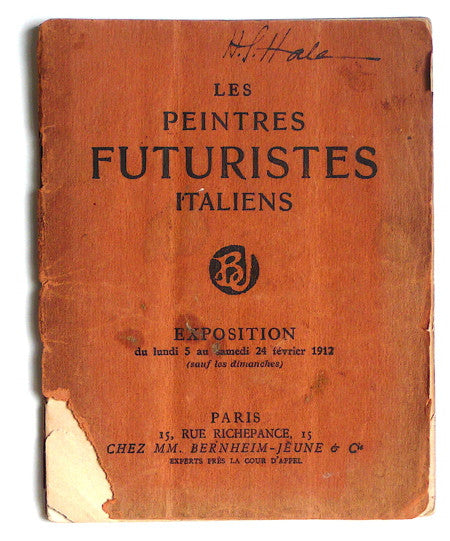 H. S. Hale
LES
PEINTRES
FUTURISTES
ITALIENS
BJ
EXPOSITION
du lundi 5 au samedi 24 février 1912
(sauf les dimanches)
PARIS
15, RUE RICHEPANCE, 15
CHEZ MM. BERNHEIM-JEUNE & Cie
EXPERTS PRÈS LA COUR D'APPEL